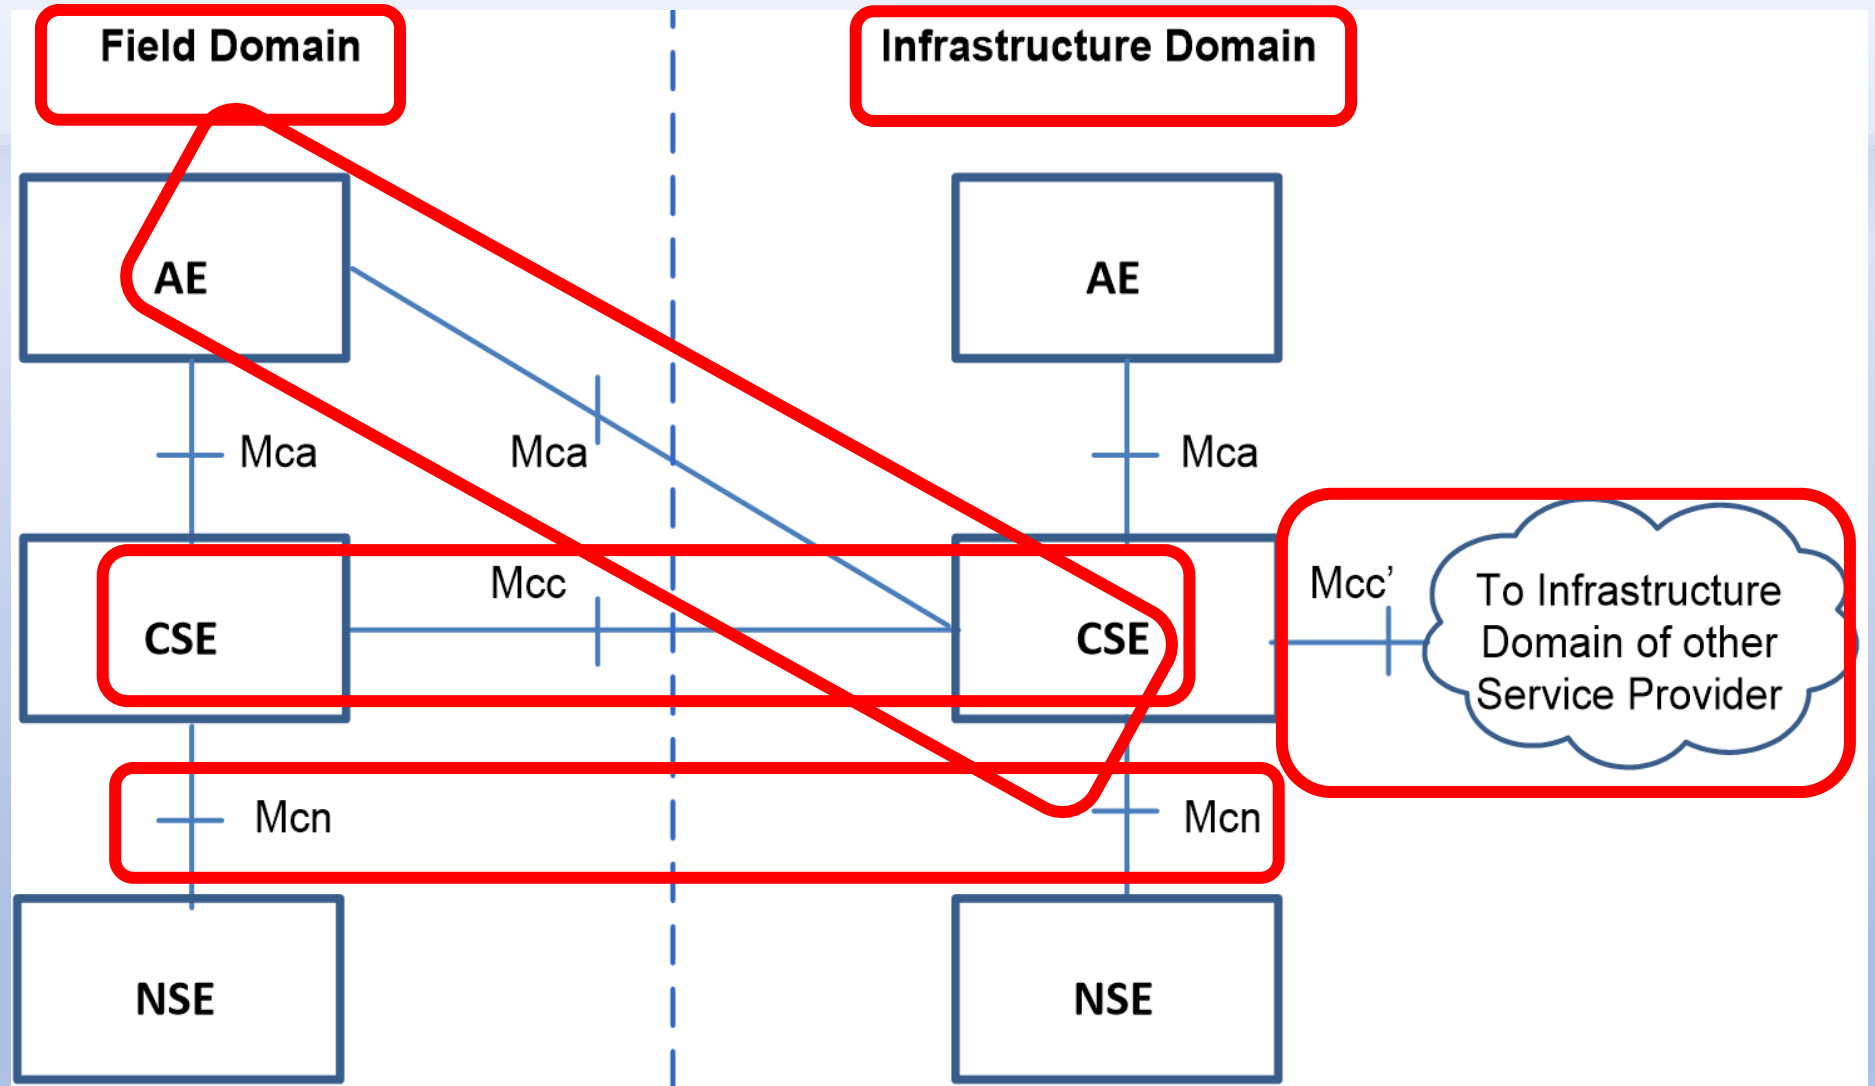 Field Domain
Infrastructure Domain
AE
AE
Mca
Mca
Mca
Mcc
Mcc’
CSE
CSE
To Infrastructure
Domain of other
Service Provider
Mcn
Mcn
NSE
NSE